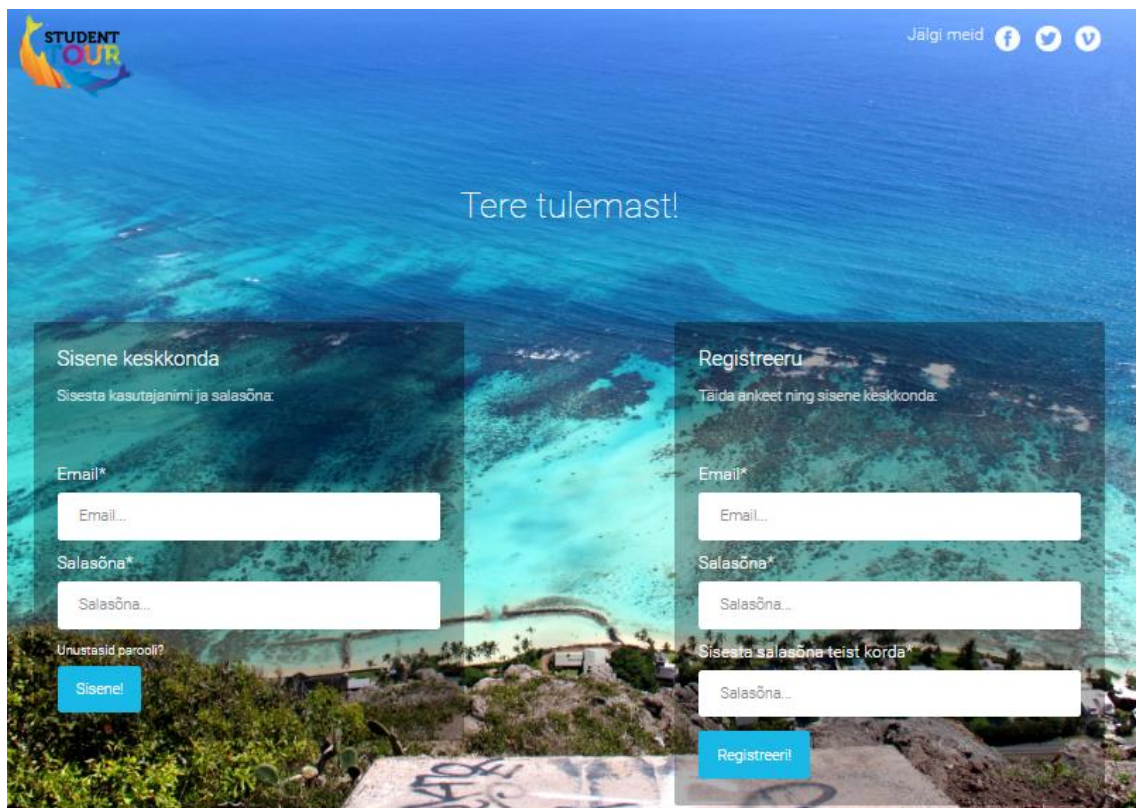 STUDENT
TOUR
Jälgi meid
Tere tulemast!
Sisene keskkonda
Sisesta kasutajanimi ja salasõna:
Email*
Email...
Salasõna*
Salasõna...
Unustasid parooli?
Sisene!
Registreeru
Täida ankeet ning sisene keskkonda:
Email*
Email...
Salasõna*
Salasõna...
Sisesta salasõna teist korda*
Salasõna...
Registreeri!